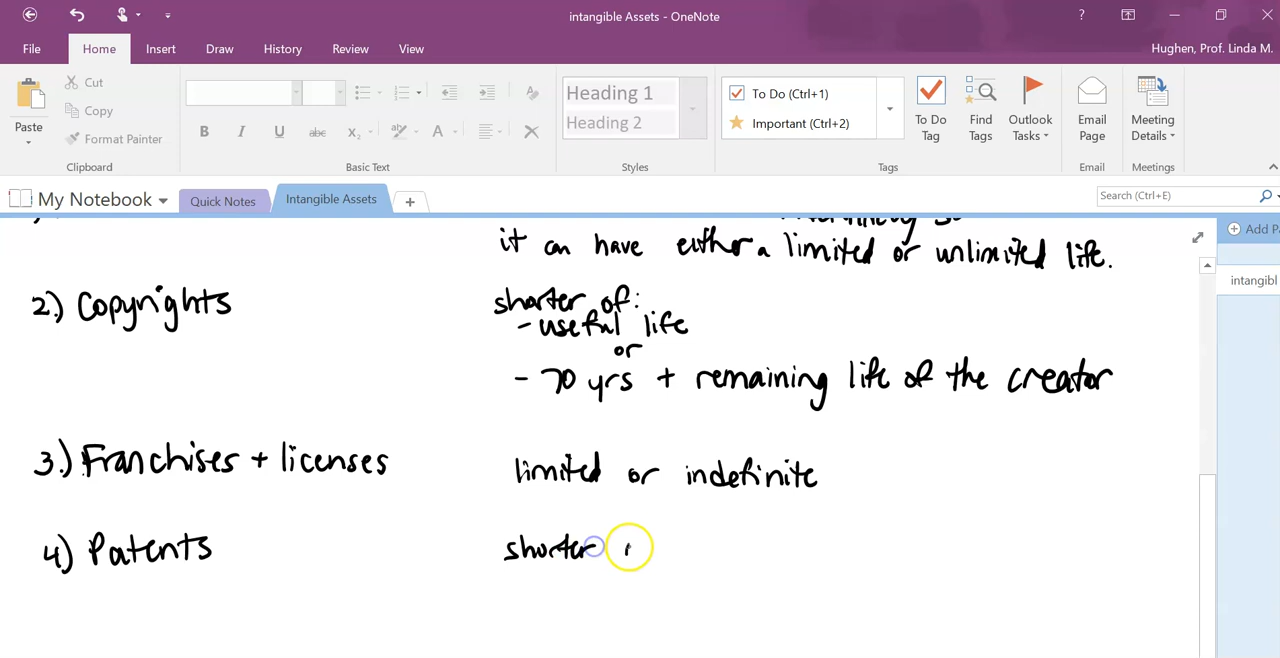 intangible Assets - OneNote
?
File Home Insert Draw History Review View
Hughen, Prof. Linda M.
Paste
Cut
Copy
Format Painter
Clipboard
B I U abc X₂ A
Basic Text
Heading 1
Heading 2
Styles
To Do (Ctrl+1)
Important (Ctrl+2)
To Do Tag
Find Tags
Outlook Tasks
Tags
Email Page
Email
Meeting Details
Meetings
My Notebook
Quick Notes
Intangible Assets
+
Search (Ctrl+E)
Add Pa
intangibl
it can have either a limited or unlimited life.
2.) Copyrights
shorter of:
- useful life
or
- 70 yrs + remaining life of the creator
3.) Franchises + licenses
limited or indefinite
4) Patents
shorter